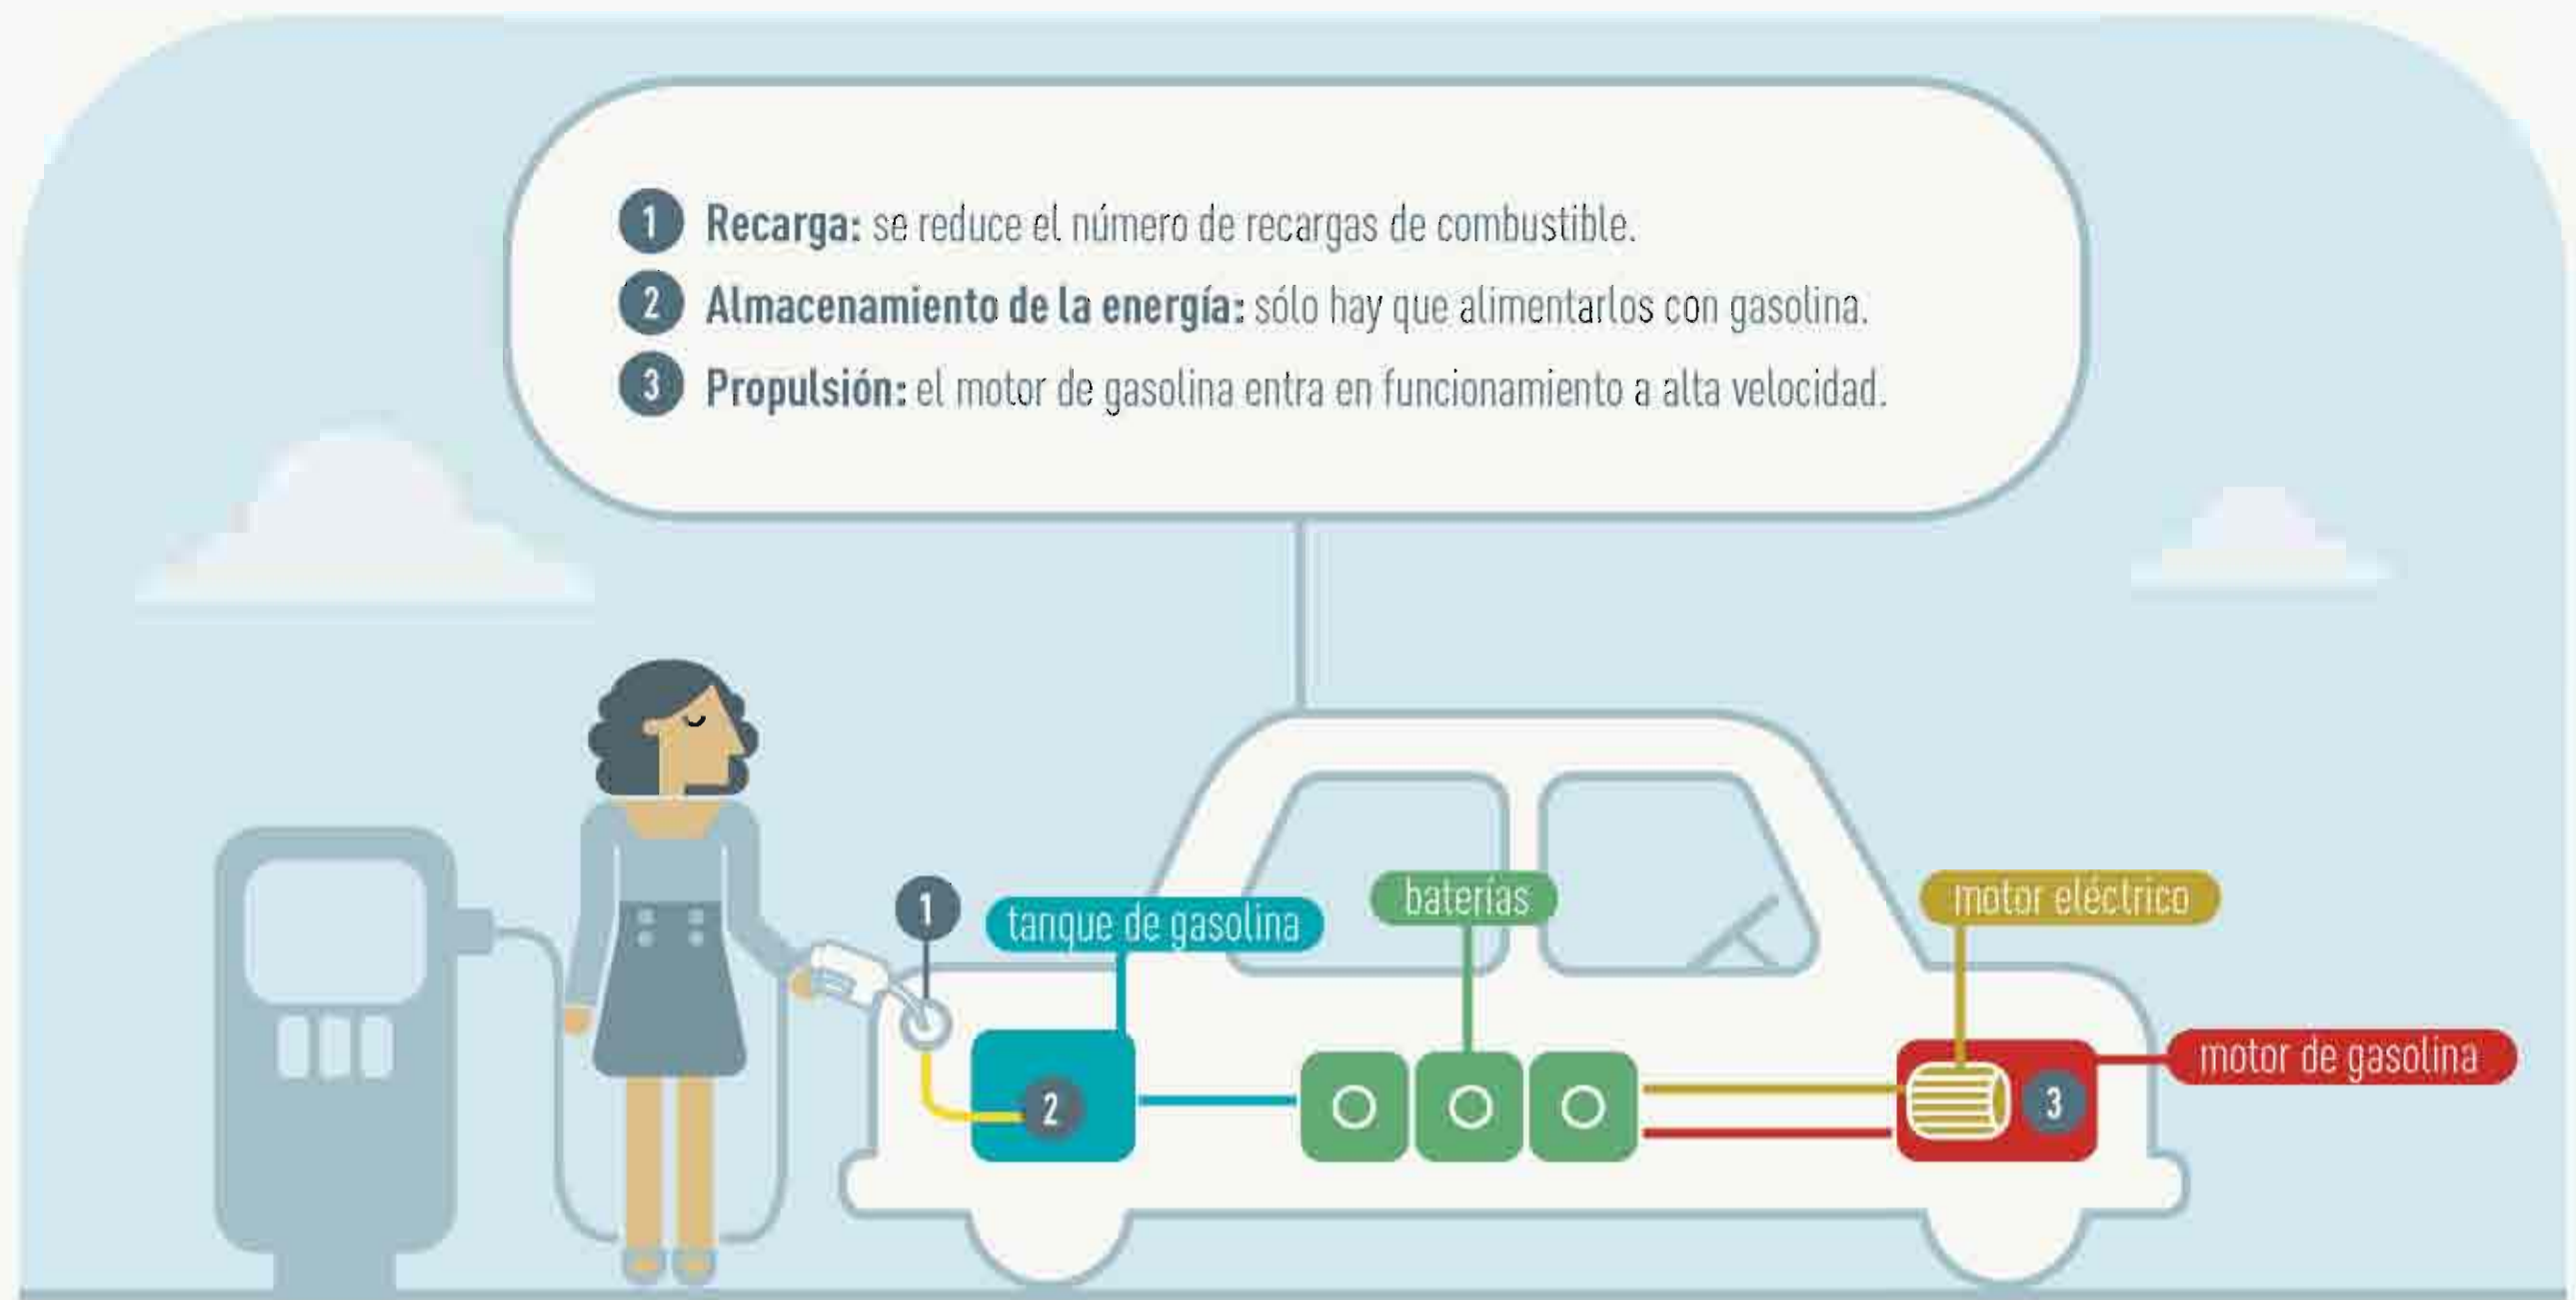 1 Recarga: se reduce el número de recargas de combustible.
2 Almacenamiento de la energía: sólo hay que alimentarlos con gasolina.
3 Propulsión: el motor de gasolina entra en funcionamiento a alta velocidad.
1
tanque de gasolina
baterías
motor eléctrico
motor de gasolina
2
3